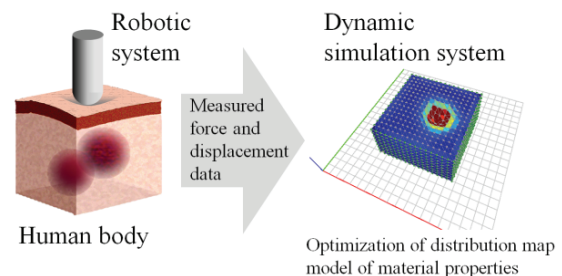 Robotic
system
Dynamic
simulation system
Measured
force and
displacement
data
Human body
Optimization of distribution map
model of material properties